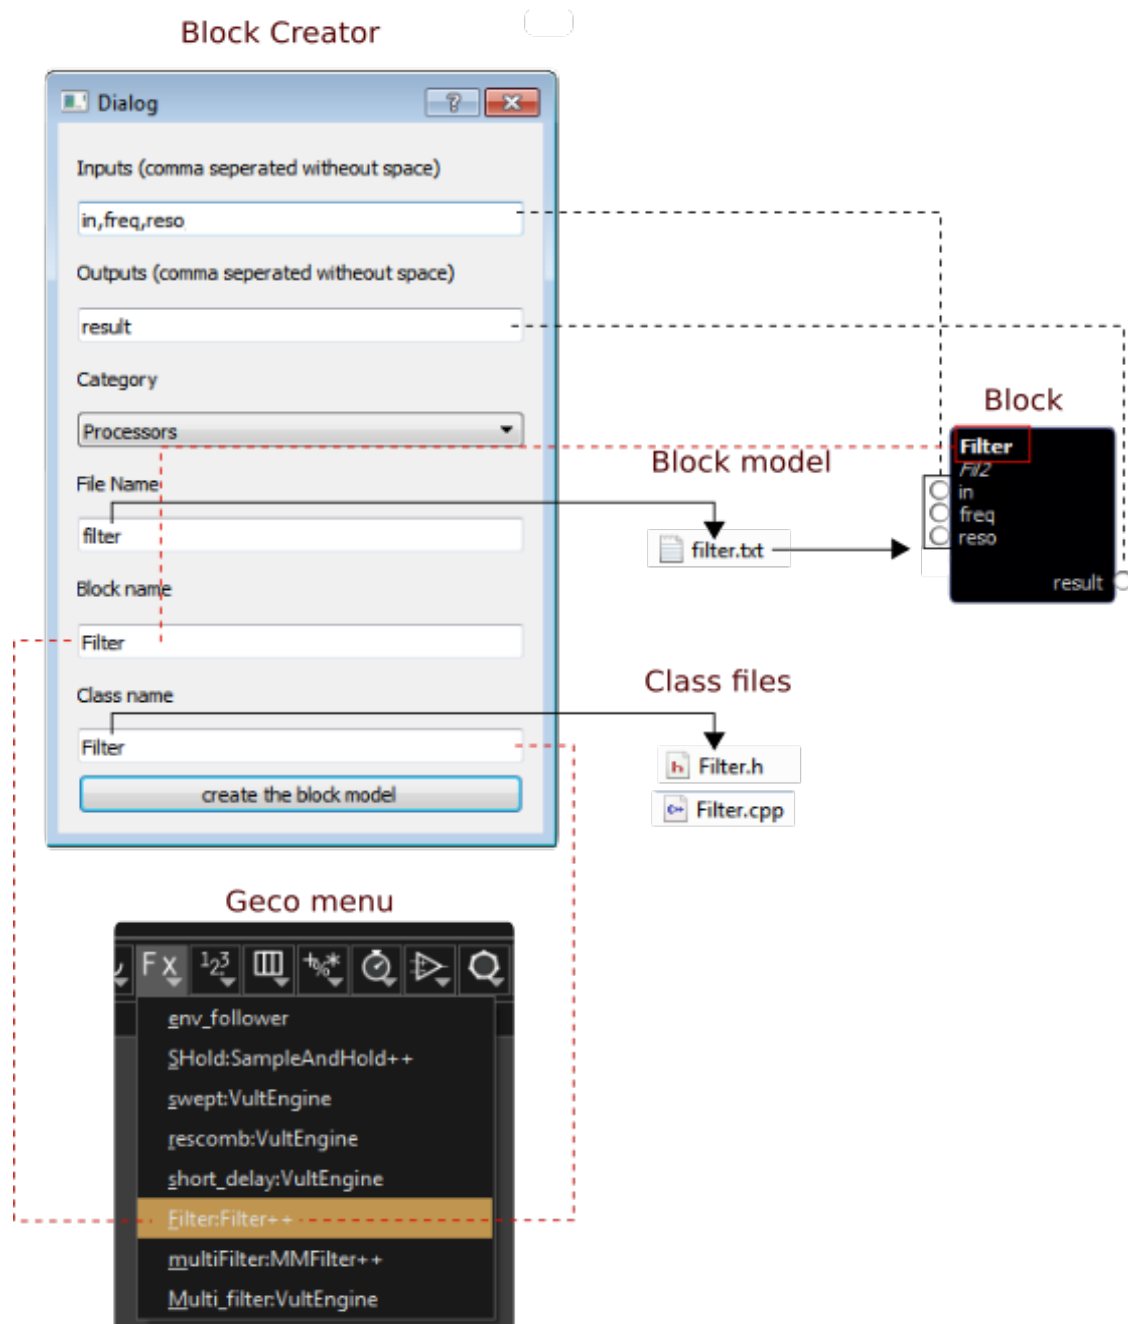 Block Creator
Dialog
Inputs (comma seperated witheout space)
in,freq,reso
Outputs (comma seperated witheout space)
result
Category
Processors
File Name
filter
Block name
Filter
Class name
Filter
create the block model
Block model
filter.txt
Block
Filter
Fil2
in
freq
reso
result
Class files
Filter.h
Filter.cpp
Geco menu
Fx 123 +%*
env_follower
SHold:SampleAndHold++
swept:VultEngine
rescomb:VultEngine
short_delay:VultEngine
Filter:Filter++
multiFilter:MMFilter++
Multi_filter:VultEngine